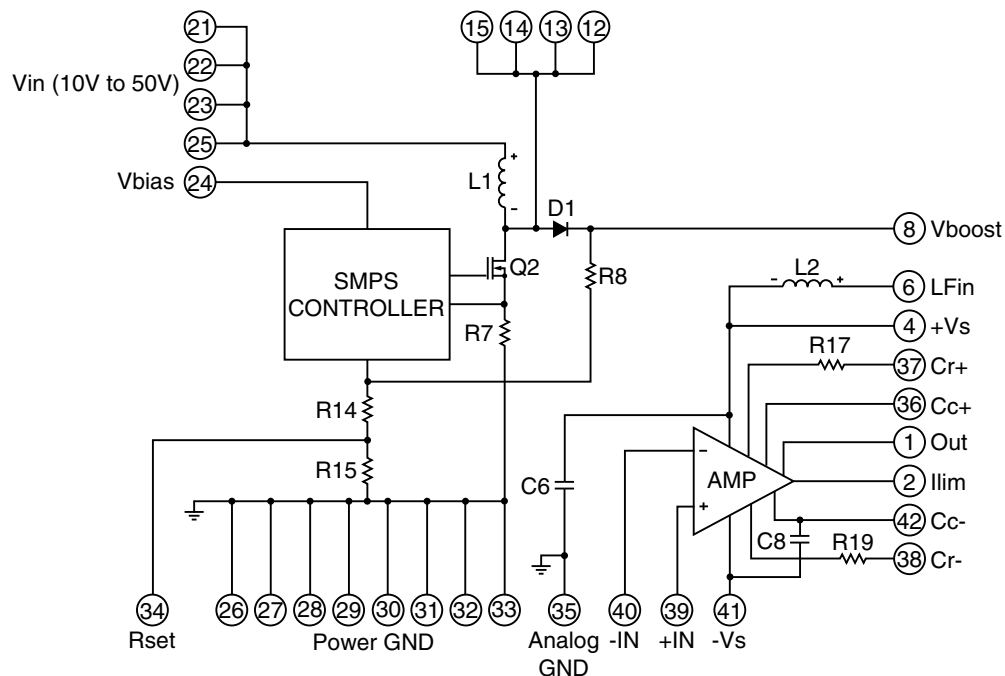 21
15 14 13 12
22
Vin (10V to 50V)
23
25
+
Vbias 24
L1
-
D1
8 Vboost
SMPS
CONTROLLER
Q2
R8
L2
- +
6 LFin
R7
4 +Vs
R17
37 Cr+
R14
36 Cc+
1 Out
R15
-
AMP
2 Ilim
C6
+
42 Cc-
C8
R19
38 Cr-
34 26 27 28 29 30 31 32 33 35 40 39 41
Rset Power GND Analog -IN +IN -Vs
GND